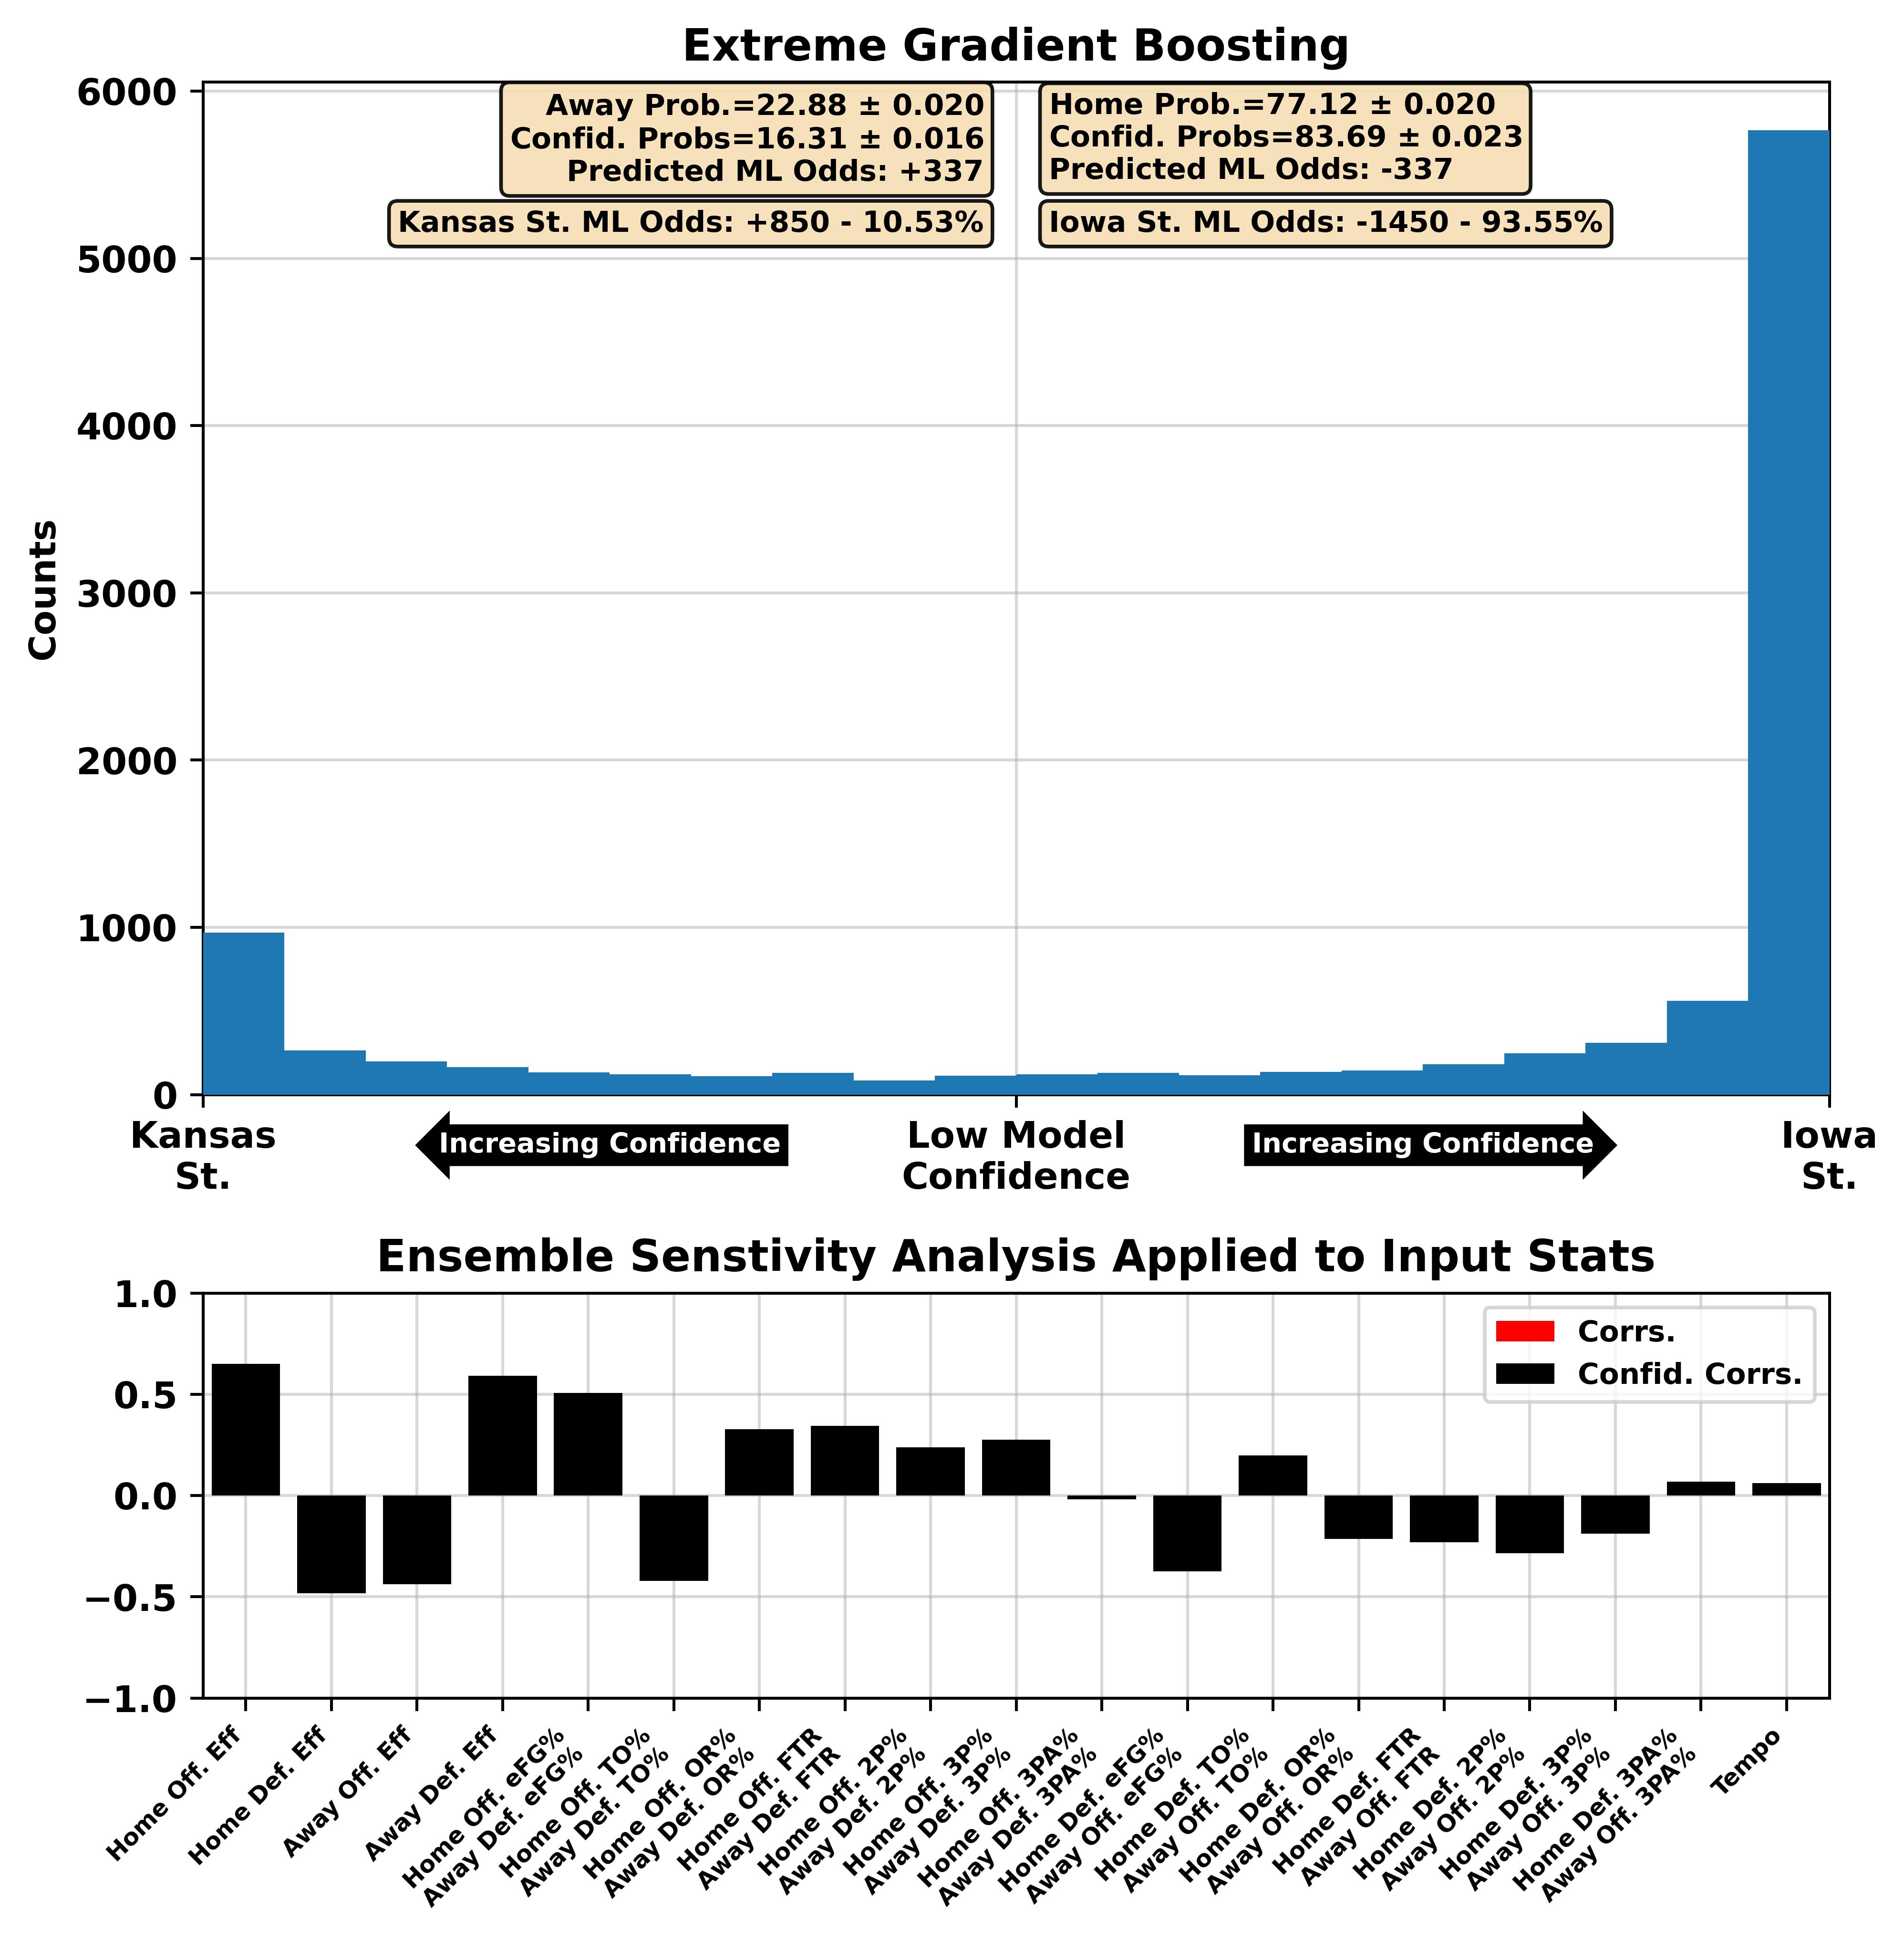 Extreme Gradient Boosting
Away Prob.=22.88 ± 0.020
Confid. Probs=16.31 ± 0.016
Predicted ML Odds: +337
Kansas St. ML Odds: +850 - 10.53%
Home Prob.=77.12 ± 0.020
Confid. Probs=83.69 ± 0.023
Predicted ML Odds: -337
Iowa St. ML Odds: -1450 - 93.55%
Counts
6000
5000
4000
3000
2000
1000
0
Kansas
St.
Increasing Confidence
Low Model
Confidence
Increasing Confidence
Iowa
St.
Ensemble Senstivity Analysis Applied to Input Stats
Corrs.
Confid. Corrs.
1.0
0.5
0.0
−0.5
−1.0
Home Off. Eff
Home Def. Eff
Away Off. Eff
Away Def. Eff
Home Off. eFG%
Away Def. eFG%
Home Off. TO%
Away Def. TO%
Home Off. OR%
Away Def. OR%
Home Off. FTR
Away Def. FTR
Home Off. 2P%
Away Def. 2P%
Home Off. 3P%
Away Def. 3P%
Home Off. 3PA%
Away Def. 3PA%
Home Def. eFG%
Away Off. eFG%
Home Def. TO%
Away Off. TO%
Home Def. OR%
Away Off. OR%
Home Def. FTR
Away Off. FTR
Home Def. 2P%
Away Off. 2P%
Home Def. 3P%
Away Off. 3P%
Home Def. 3PA%
Away Off. 3PA%
Tempo